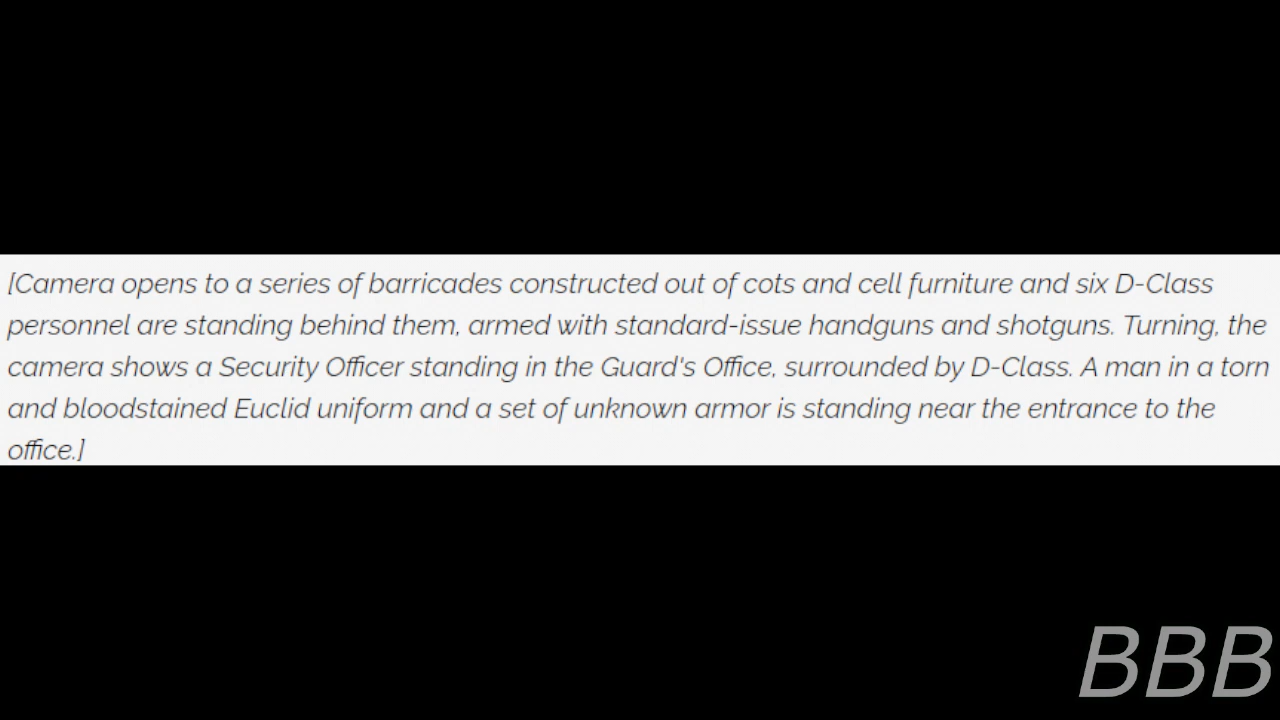 [Camera opens to a series of barricades constructed out of cots and cell furniture and six D-Class
personnel are standing behind them, armed with standard-issue handguns and shotguns. Turning, the
camera shows a Security Officer standing in the Guard's Office, surrounded by D-Class. A man in a torn
and bloodstained Euclid uniform and a set of unknown armor is standing near the entrance to the
office.]
BBB